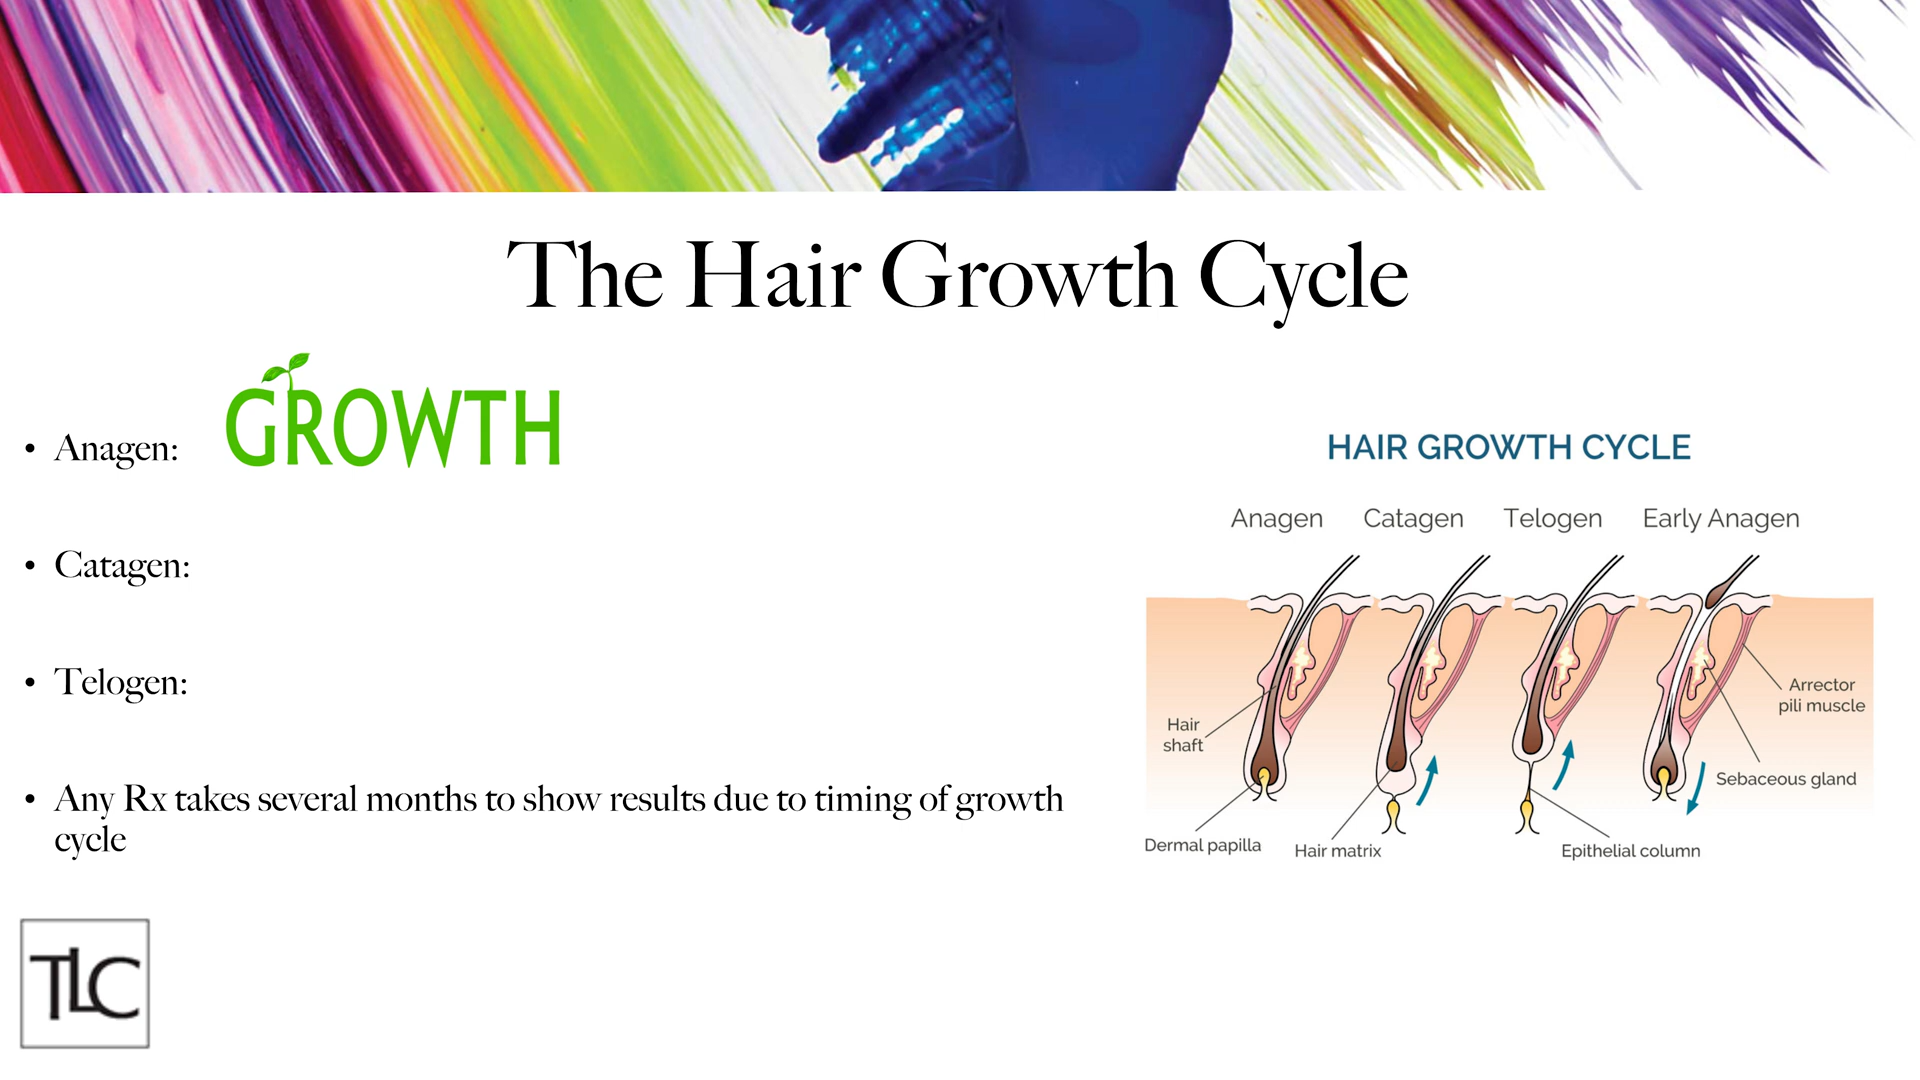 The Hair Growth Cycle
• Anagen:
GROWTH
• Catagen:
• Telogen:
• Any Rx takes several months to show results due to timing of growth
cycle
HAIR GROWTH CYCLE
Anagen Catagen Telogen Early Anagen
Hair
shaft
Arrector
pili muscle
Sebaceous gland
Dermal papilla
Hair matrix
Epithelial column
TLC